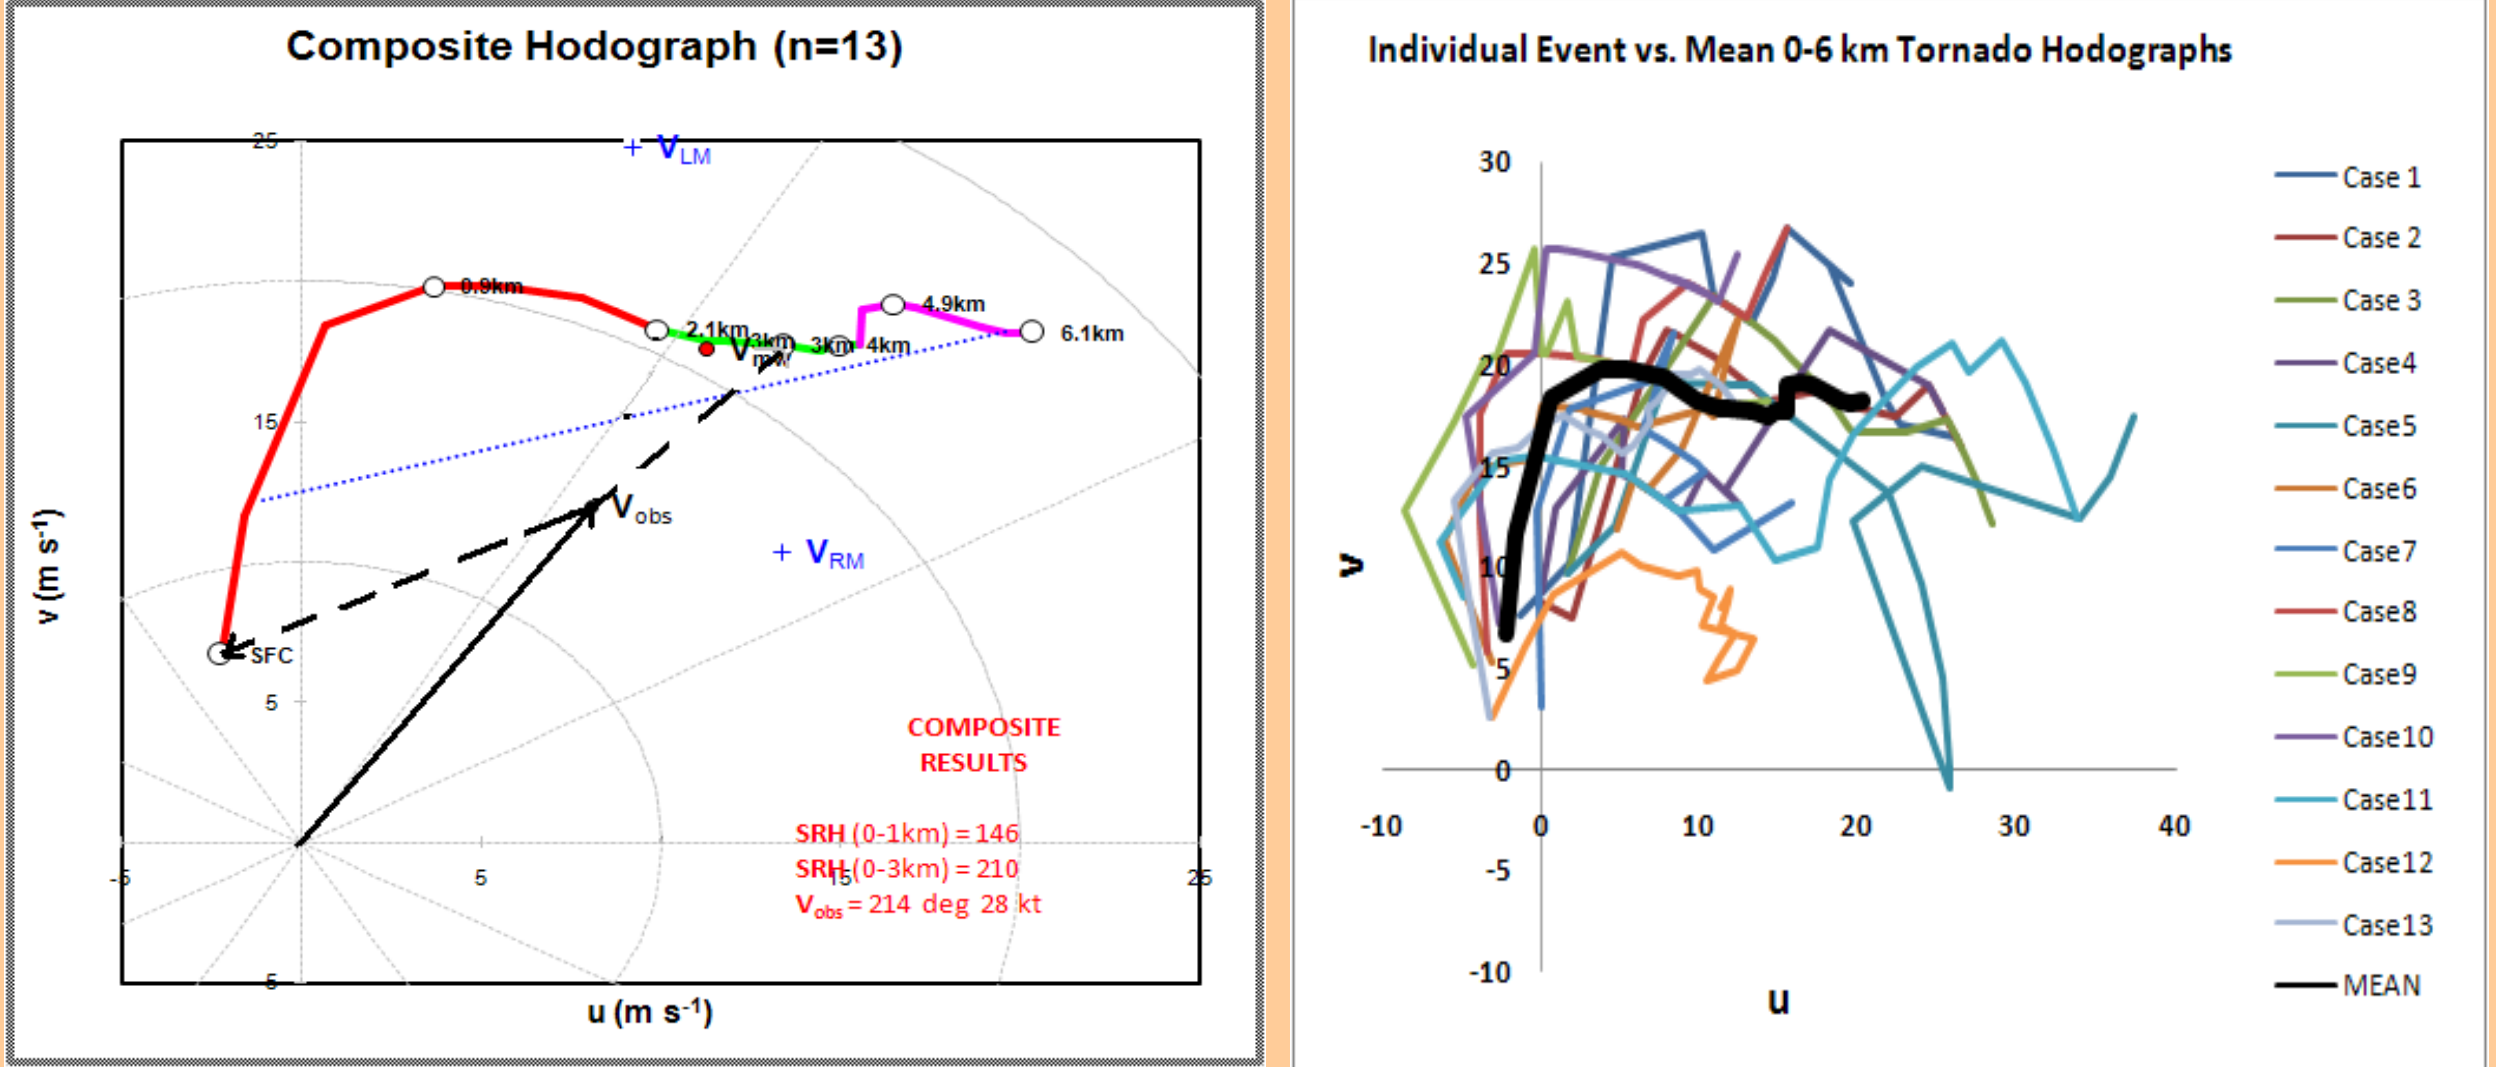 Composite Hodograph (n=13)
25
+ VLM
0.9km
2.1km
3km
Vmw
3km
4km
4.9km
6.1km
15
Vobs
+ VRM
SFC
5
COMPOSITE
RESULTS
SRH (0-1km) = 146
SRH (0-3km) = 210
Vobs = 214 deg 28 kt
-5
5
15
25
-5
v (m s-1)
u (m s-1)
Individual Event vs. Mean 0-6 km Tornado Hodographs
30
25
20
15
10
5
0
-5
-10
-10
0
10
20
30
40
v
u
Case 1
Case 2
Case 3
Case4
Case5
Case6
Case7
Case8
Case9
Case10
Case11
Case12
Case13
MEAN